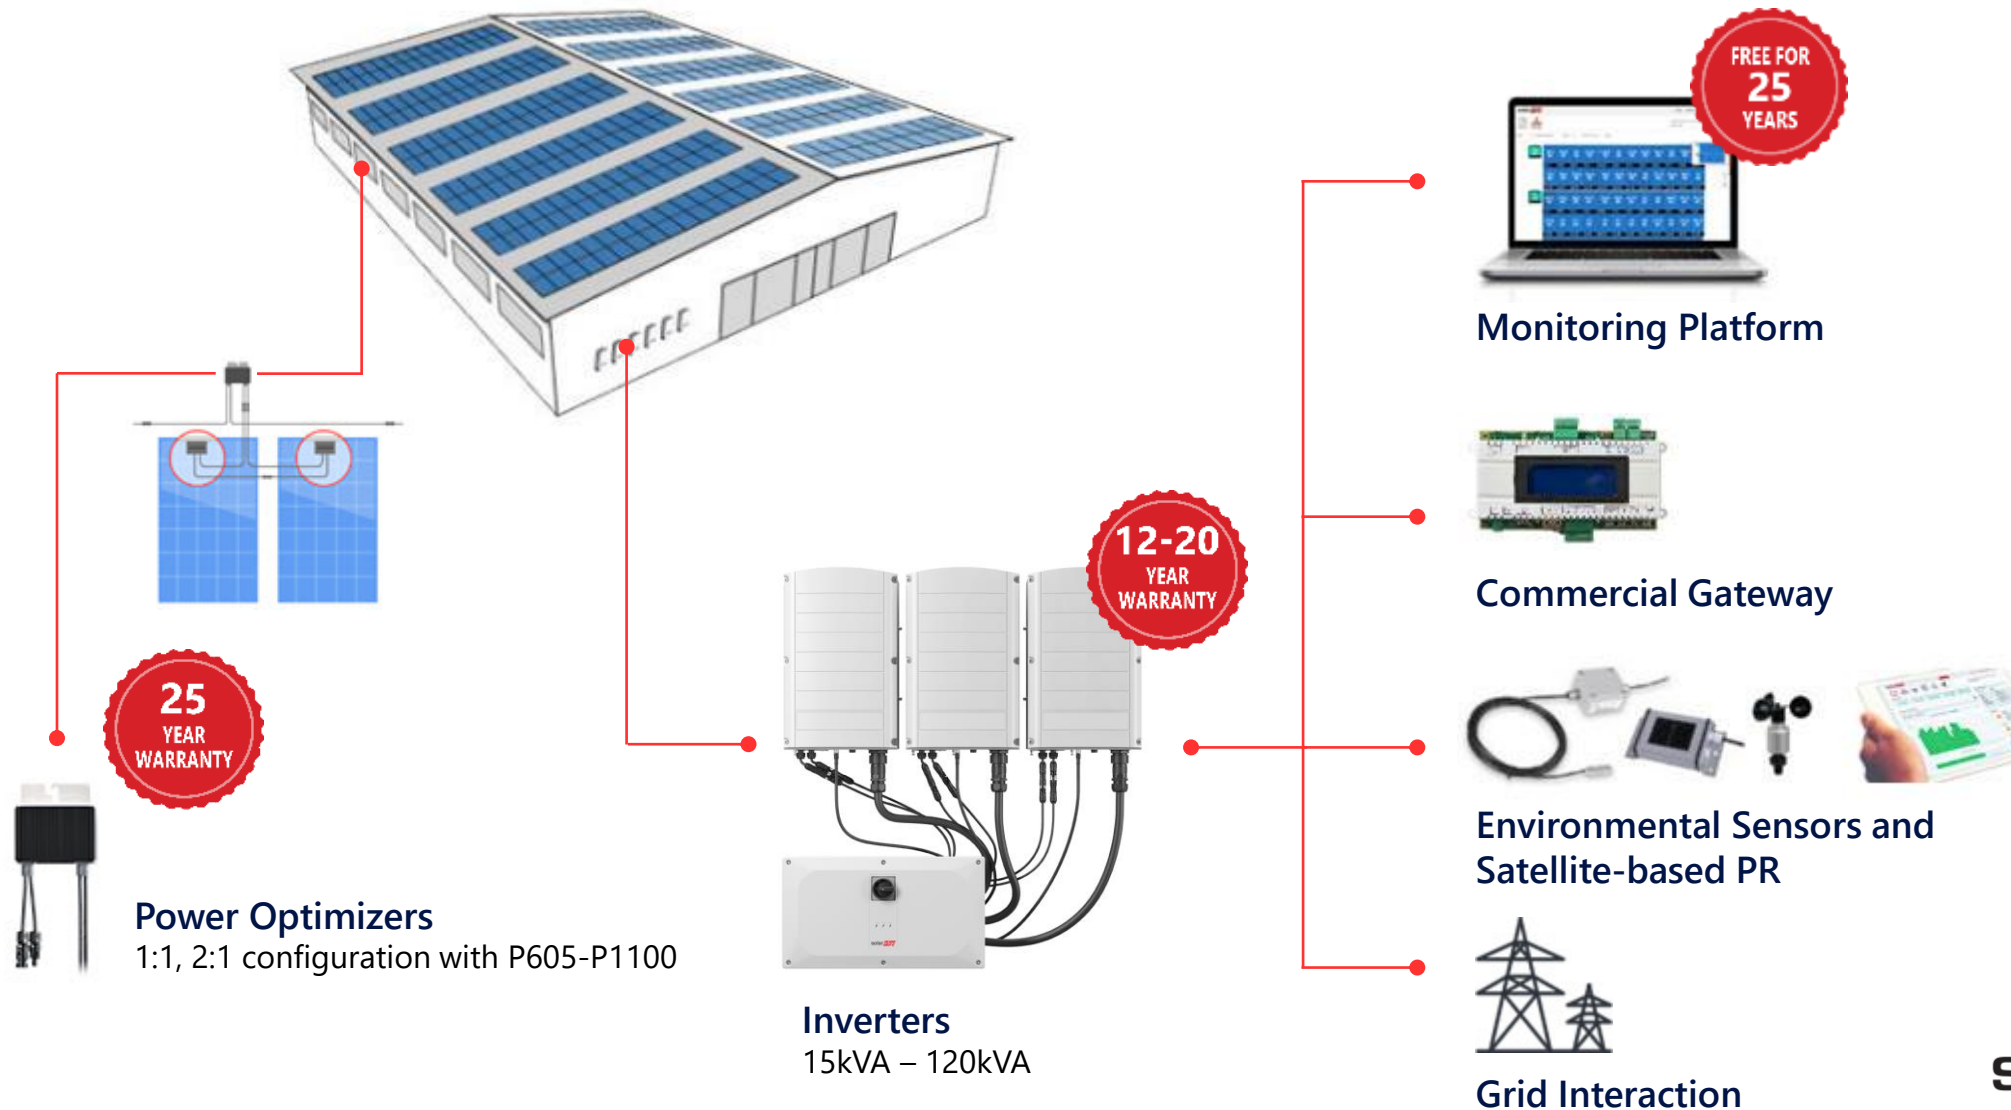 FREE FOR
25
YEARS
Monitoring Platform
Commercial Gateway
12-20
YEAR
WARRANTY
25
YEAR
WARRANTY
Environmental Sensors and
Satellite-based PR
Power Optimizers
1:1, 2:1 configuration with P605-P1100
Inverters
15kVA – 120kVA
Grid Interaction